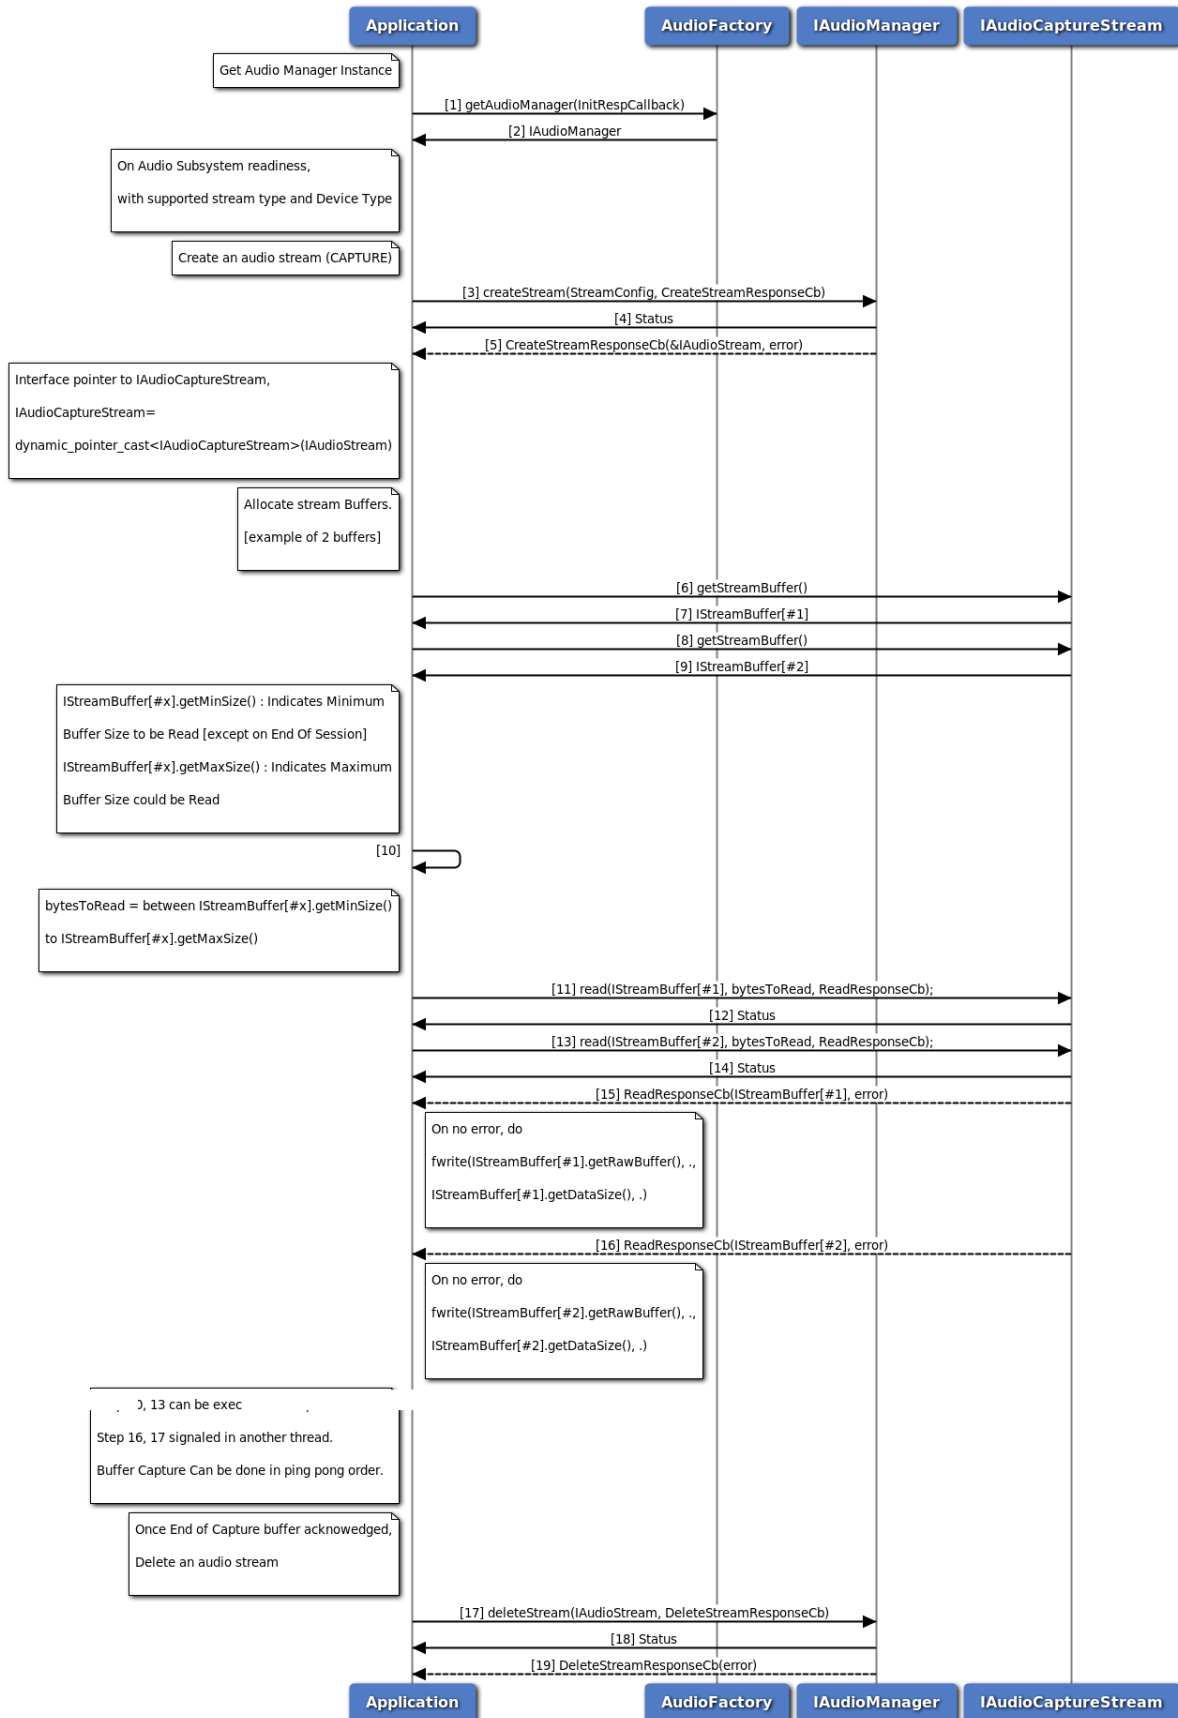 Application AudioFactory IAudioManager IAudioCaptureStream
Get Audio Manager Instance
[1] getAudioManager(InitRespCallback)
[2] IAudioManager
On Audio Subsystem readiness,
with supported stream type and Device Type
Create an audio stream (CAPTURE)
[3] createStream(StreamConfig, CreateStreamResponseCb)
[4] Status
[5] CreateStreamResponseCb(&IAudioStream, error)
Interface pointer to IAudioCaptureStream,
IAudioCaptureStream=
dynamic_pointer_cast<IAudioCaptureStream>(IAudioStream)
Allocate stream Buffers.
[example of 2 buffers]
[6] getStreamBuffer()
[7] IStreamBuffer[#1]
[8] getStreamBuffer()
[9] IStreamBuffer[#2]
IStreamBuffer[#x].getMinSize() : Indicates Minimum
Buffer Size to be Read [except on End Of Session]
IStreamBuffer[#x].getMaxSize() : Indicates Maximum
Buffer Size could be Read
[10]
bytesToRead = between IStreamBuffer[#x].getMinSize()
to IStreamBuffer[#x].getMaxSize()
[11] read(IStreamBuffer[#1], bytesToRead, ReadResponseCb);
[12] Status
[13] read(IStreamBuffer[#2], bytesToRead, ReadResponseCb);
[14] Status
[15] ReadResponseCb(IStreamBuffer[#1], error)
On no error, do
fwrite(IStreamBuffer[#1].getRawBuffer(), .,
IStreamBuffer[#1].getDataSize(), .)
[16] ReadResponseCb(IStreamBuffer[#2], error)
On no error, do
fwrite(IStreamBuffer[#2].getRawBuffer(), .,
IStreamBuffer[#2].getDataSize(), .)
13 can be
Step 16, 17 signaled in another thread.
Buffer Capture Can be done in ping pong order.
Once End of Capture buffer acknowedged,
Delete an audio stream
[17] deleteStream(IAudioStream, DeleteStreamResponseCb)
[18] Status
[19] DeleteStreamResponseCb(error)
Application AudioFactory IAudioManager IAudioCaptureStream